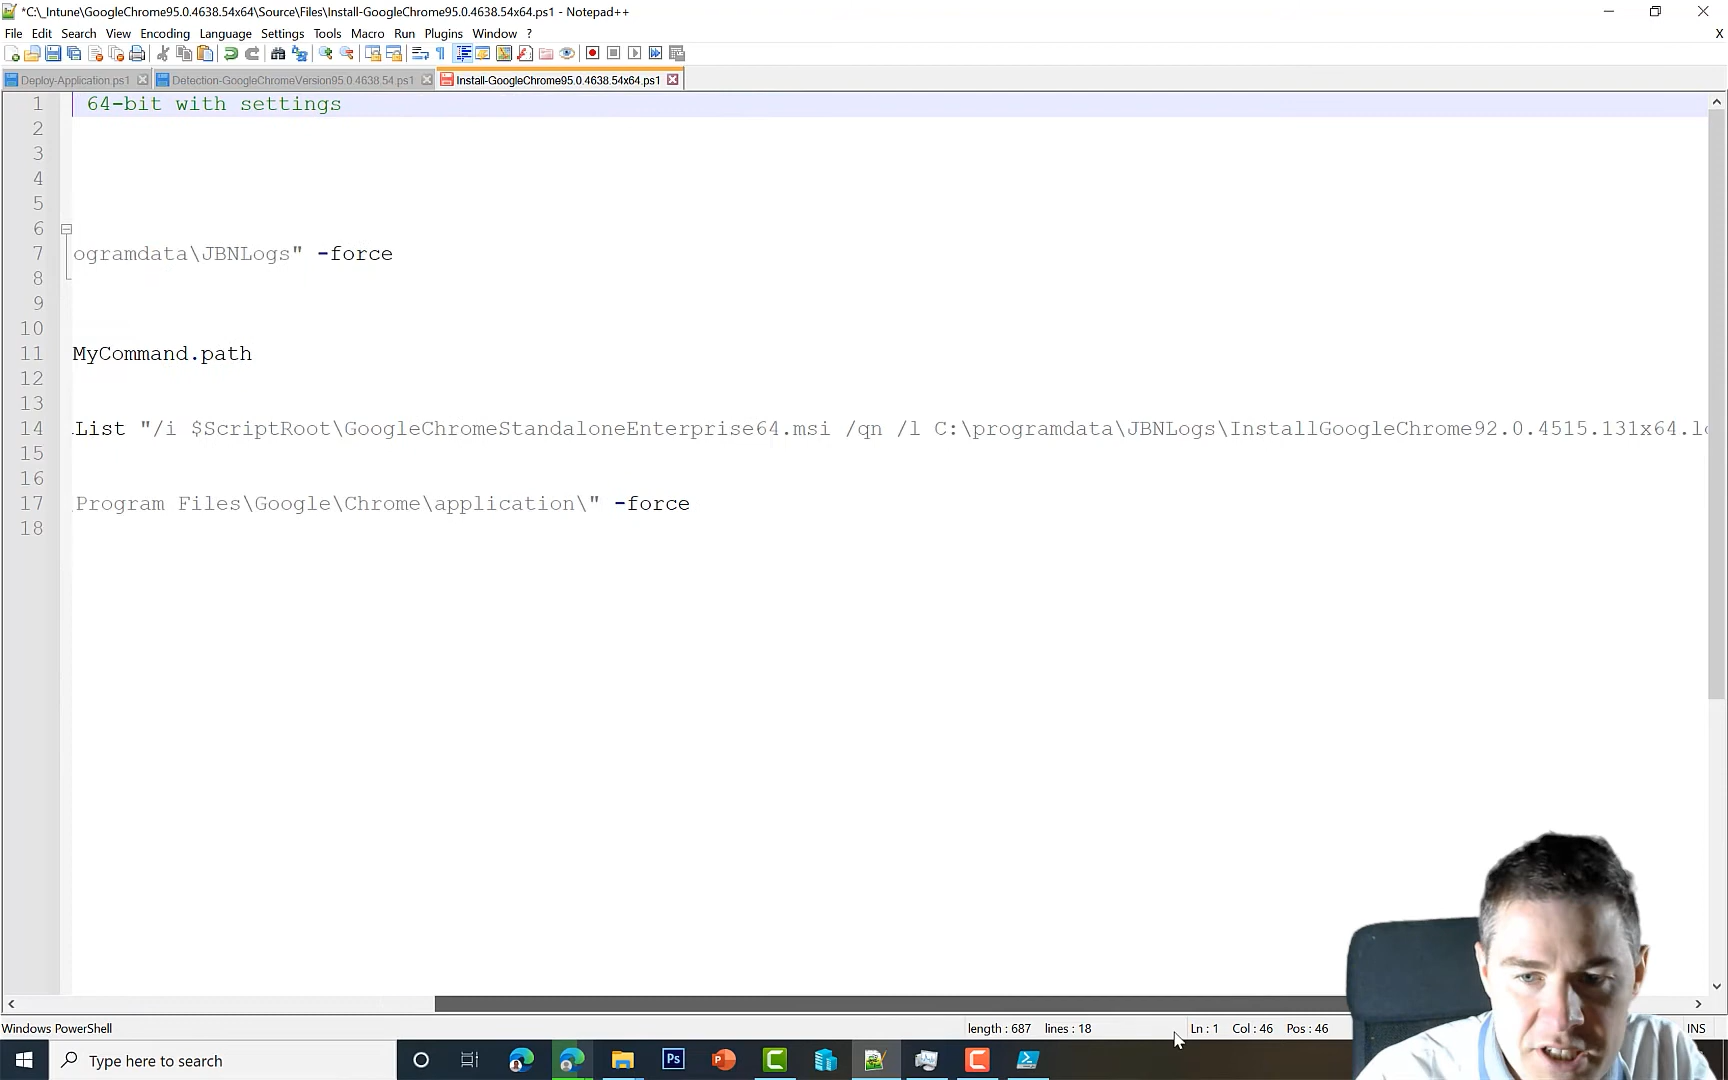 *C:\_Intune\GoogleChrome95.0.4638.54x64\Source\Files\Install-GoogleChrome95.0.4638.54x64.ps1 - Notepad++
File Edit Search View Encoding Language Settings Tools Macro Run Plugins Window ? X
Deploy-Application.ps1 Detection-GoogleChromeVersion95.0.4638.54.ps1 Install-GoogleChrome95.0.4638.54x64.ps1
1 64-bit with settings
2
3
4
5
6
7 ogramdata\JBNLogs" -force
8
9
10
11 MyCommand.path
12
13
14 List "/i $ScriptRoot\GoogleChromeStandaloneEnterprise64.msi /qn /l C:\programdata\JBNLogs\InstallGoogleChrome92.0.4515.131x64.lo
15
16
17 Program Files\Google\Chrome\application\" -force
18
Windows PowerShell length : 687 lines : 18 Ln : 1 Col : 46 Pos : 46 INS
Type here to search
Ps